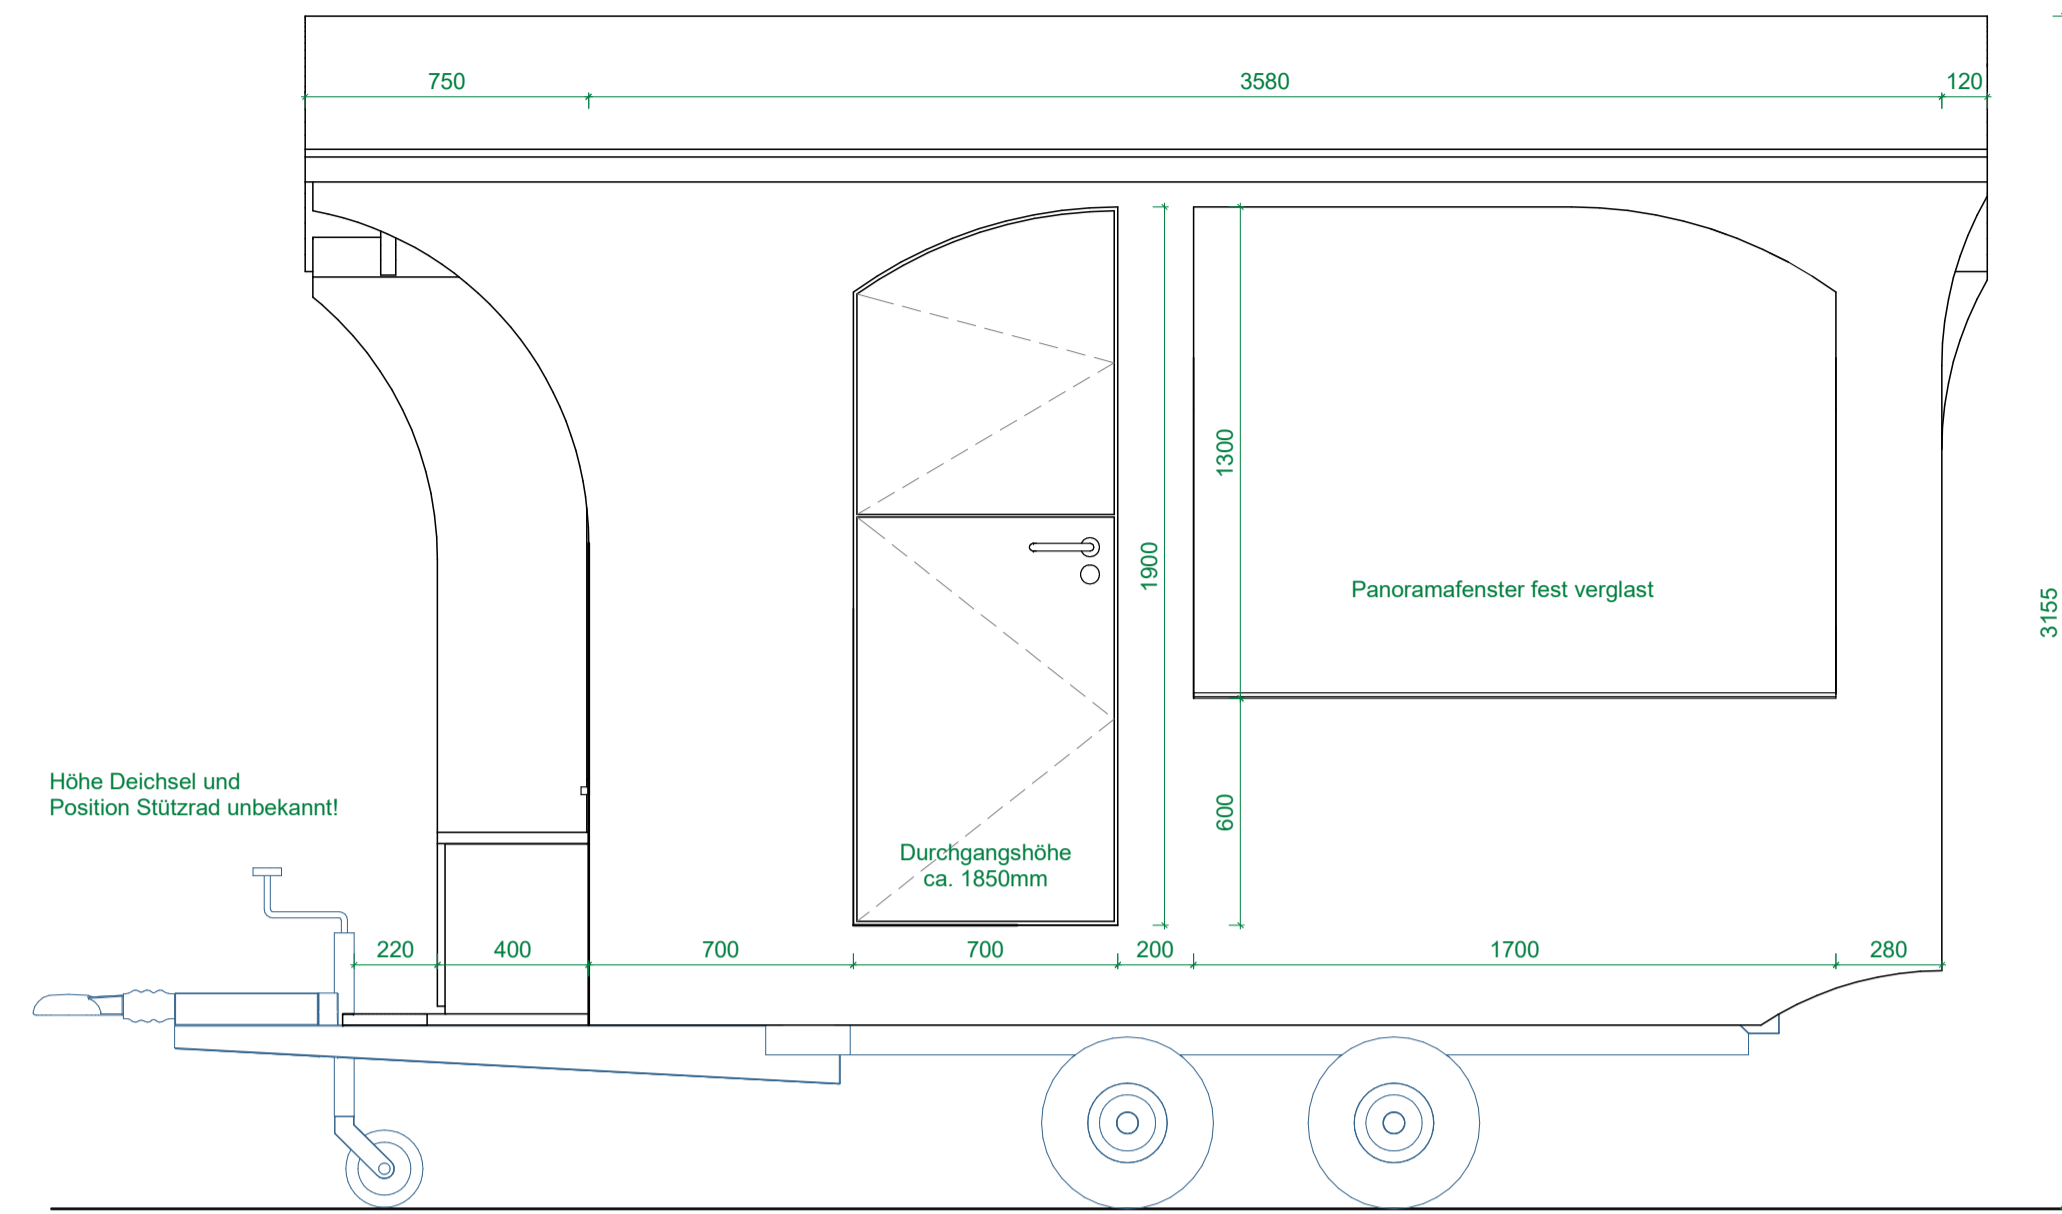 750
3580
120
1300
1900
Panoramafenster fest verglast
3155
Höhe Deichsel und
Position Stützrad unbekannt!
600
Durchgangshöhe
ca. 1850mm
220
400
700
700
200
1700
280